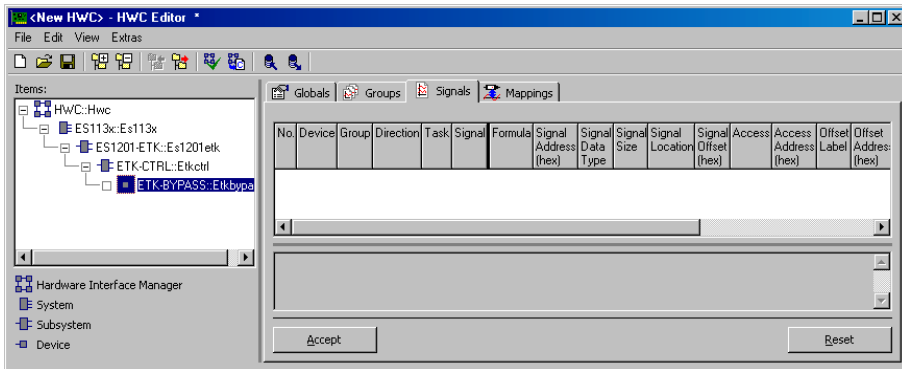 <New HWC> - HWC Editor *
File Edit View Extras
Items:
HWC::Hwc
ES113x::Es113x
ES1201-ETK::Es1201etk
ETK-CTRL::Etkctrl
ETK-BYPASS::Etkbypa
Hardware Interface Manager
System
Subsystem
Device
Globals Groups Signals Mappings
No. Device Group Direction Task Signal Formula Signal Signal Signal Signal Signal Access Access Offset Offset
Address Data Size Location Offset Address Label Addres
(hex) Type (hex) (hex) (hex)
Accept Reset